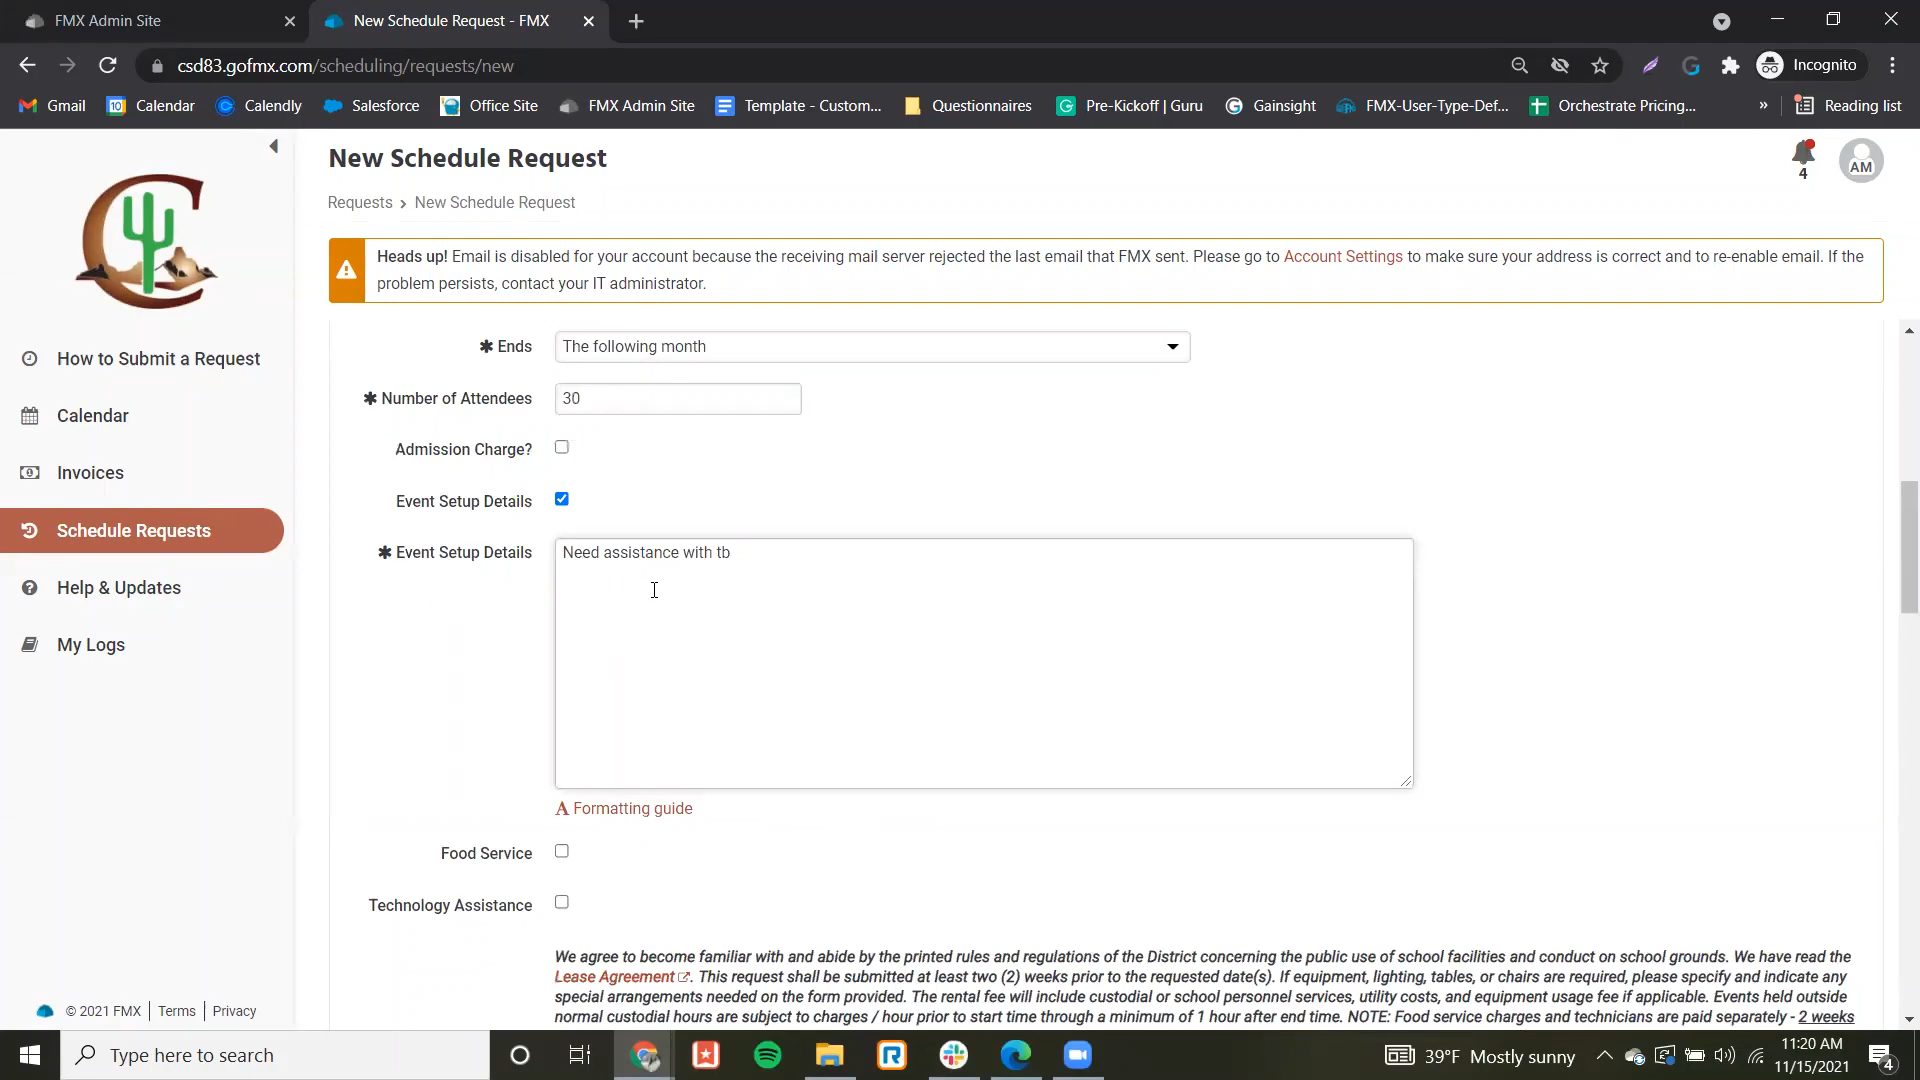 FMX Admin Site
New Schedule Request - FMX
csd83.gofmx.com/scheduling/requests/new
Incognito
Gmail
Calendar
Calendly
Salesforce
Office Site
FMX Admin Site
Template - Custom...
Questionnaires
Pre-Kickoff | Guru
Gainsight
FMX-User-Type-Def...
Orchestrate Pricing...
»
Reading list
New Schedule Request
4
AM
Requests > New Schedule Request
Heads up! Email is disabled for your account because the receiving mail server rejected the last email that FMX sent. Please go to Account Settings to make sure your address is correct and to re-enable email. If the
problem persists, contact your IT administrator.
How to Submit a Request
Calendar
Invoices
Schedule Requests
Help & Updates
My Logs
✱ Ends
The following month
✱ Number of Attendees
30
Admission Charge?
Event Setup Details
✱ Event Setup Details
Need assistance with tb
A Formatting guide
Food Service
Technology Assistance
We agree to become familiar with and abide by the printed rules and regulations of the District concerning the public use of school facilities and conduct on school grounds. We have read the
Lease Agreement. This request shall be submitted at least two (2) weeks prior to the requested date(s). If equipment, lighting, tables, or chairs are required, please specify and indicate any
special arrangements needed on the form provided. The rental fee will include custodial or school personnel services, utility costs, and equipment usage fee if applicable. Events held outside
normal custodial hours are subject to charges / hour prior to start time through a minimum of 1 hour after end time. NOTE: Food service charges and technicians are paid separately - 2 weeks
© 2021 FMX | Terms | Privacy
Type here to search
39°F Mostly sunny
11:20 AM
11/15/2021
4